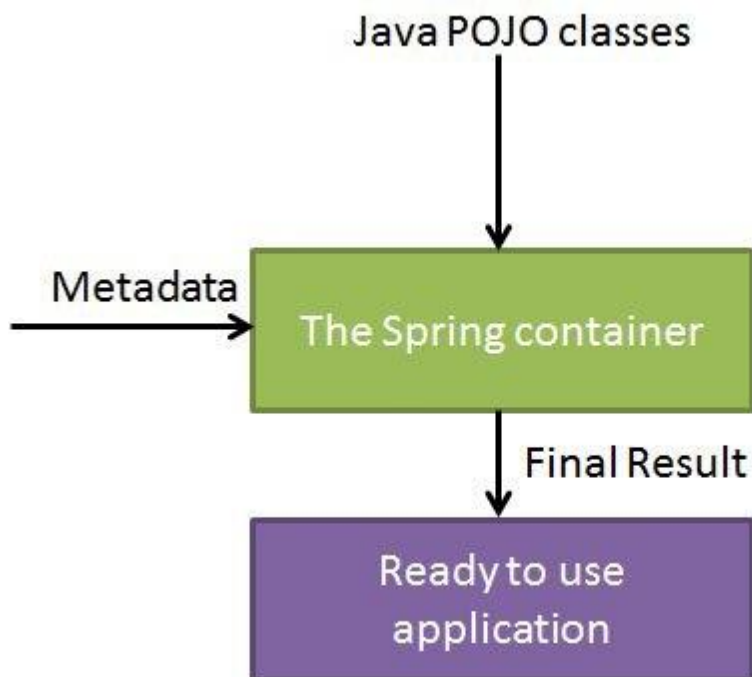 Java POJO classes
Metadata
The Spring container
Final Result
Ready to use
application